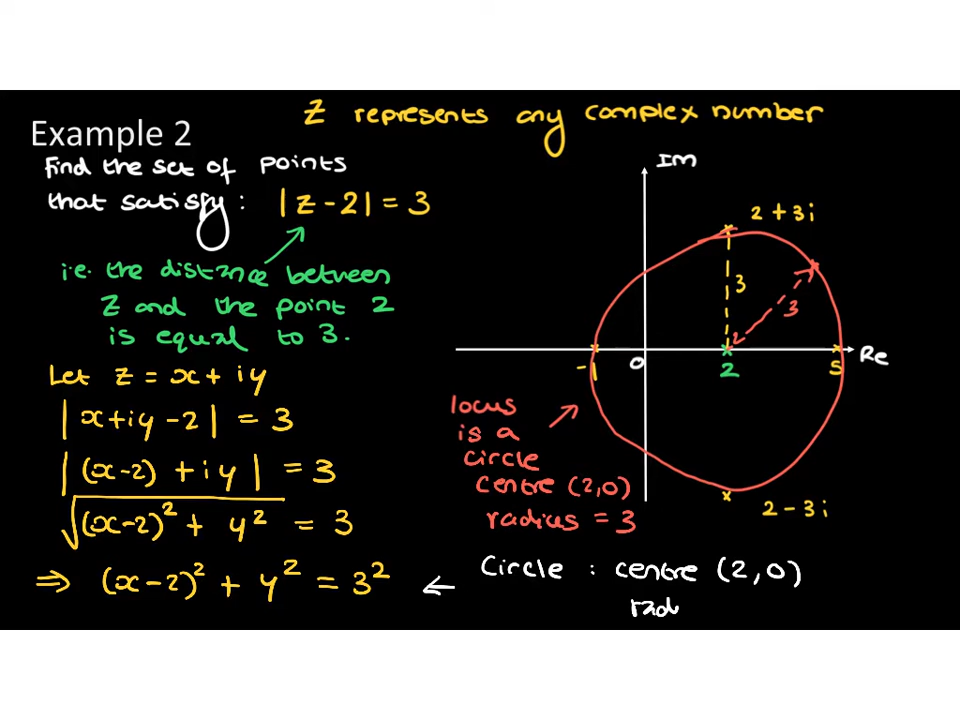 Z represents any complex number
Example 2
Find the set of points
that satisfy: |z - 2| = 3
i.e. the distance between
Z and the point 2
is equal to 3.
Let z = x + iy
|x+iy -2| = 3
|(x-2) + iy| = 3
√((x-2)² + y²) = 3
⇒ (x-2)² + y² = 3²
Im
2 + 3i
3
3
2
-1
0
2
5
Re
locus
is a
circle
centre (2,0)
radius = 3
2 - 3i
← Circle : centre (2,0)
rad